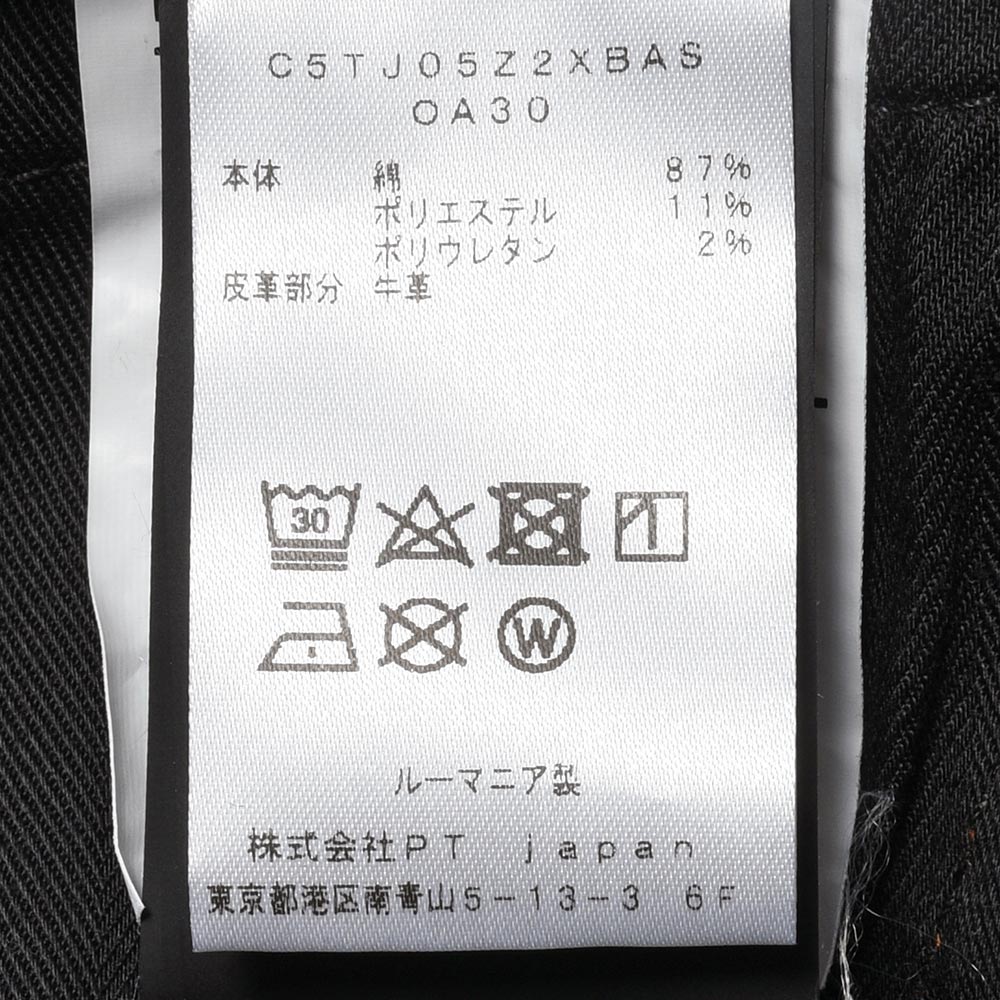 C5TJ05Z2XBAS
OA30
本体 綿 87%
ポリエステル 11%
ポリウレタン 2%
皮革部分 牛革
30
W
ルーマニア製
株式会社PT japan
東京都港区南青山5-13-3 6F